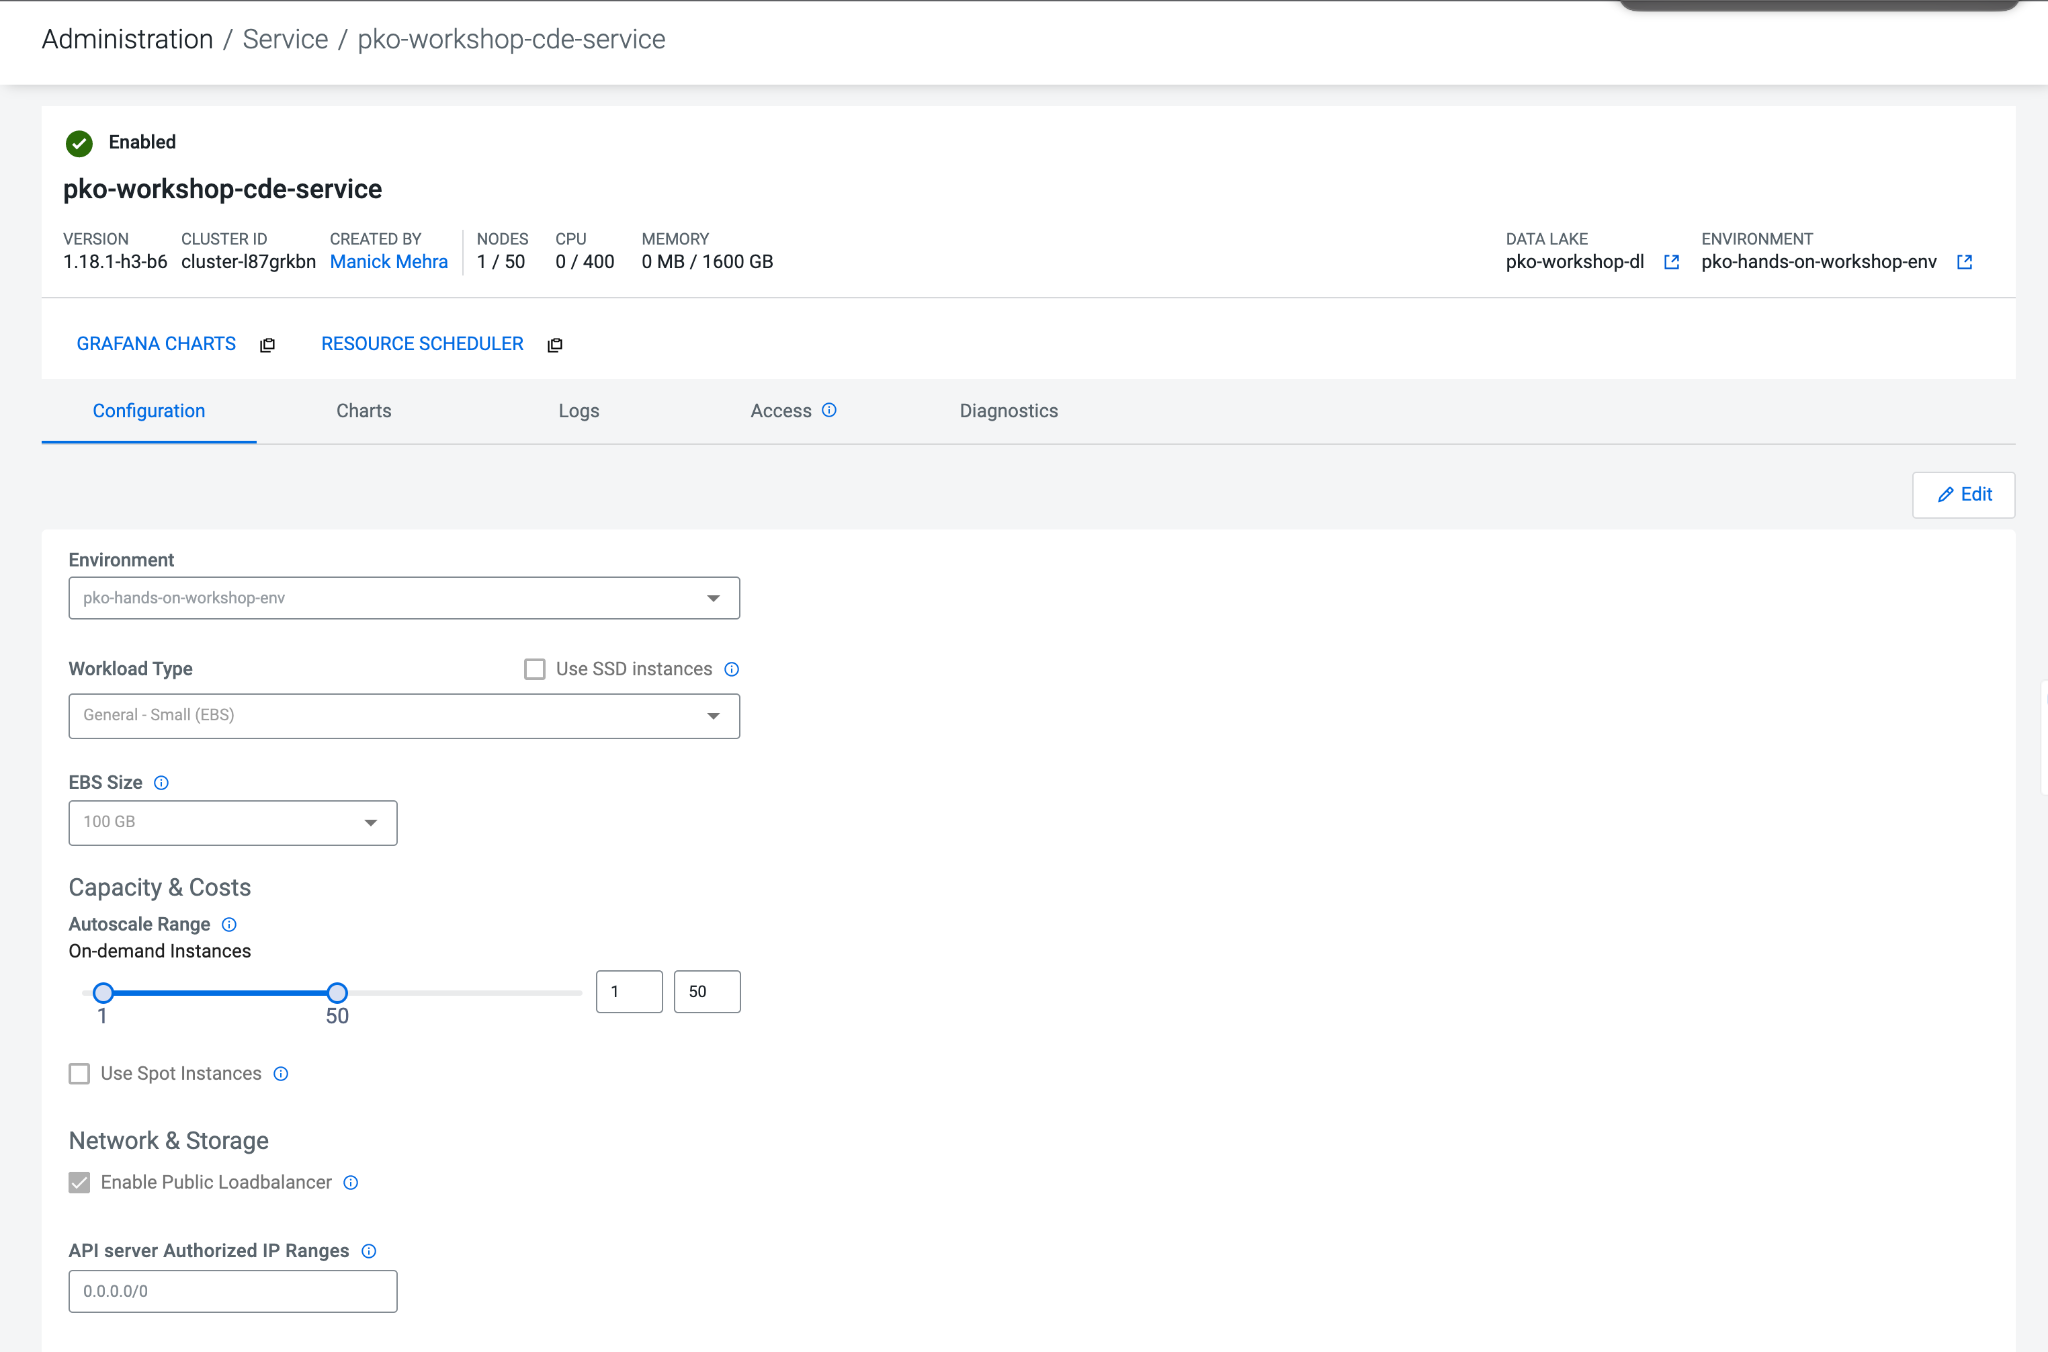 Administration / Service / pko-workshop-cde-service
Enabled
pko-workshop-cde-service
VERSION CLUSTER ID CREATED BY NODES CPU MEMORY DATA LAKE ENVIRONMENT
1.18.1-h3-b6 cluster-l87grkbn Manick Mehra 1 / 50 0 / 400 0 MB / 1600 GB pko-workshop-dl pko-hands-on-workshop-env
GRAFANA CHARTS RESOURCE SCHEDULER
Configuration Charts Logs Access Diagnostics
Edit
Environment
pko-hands-on-workshop-env
Workload Type Use SSD instances
General - Small (EBS)
EBS Size
100 GB
Capacity & Costs
Autoscale Range
On-demand Instances
1 50
1 50
Use Spot Instances
Network & Storage
Enable Public Loadbalancer
API server Authorized IP Ranges
0.0.0.0/0